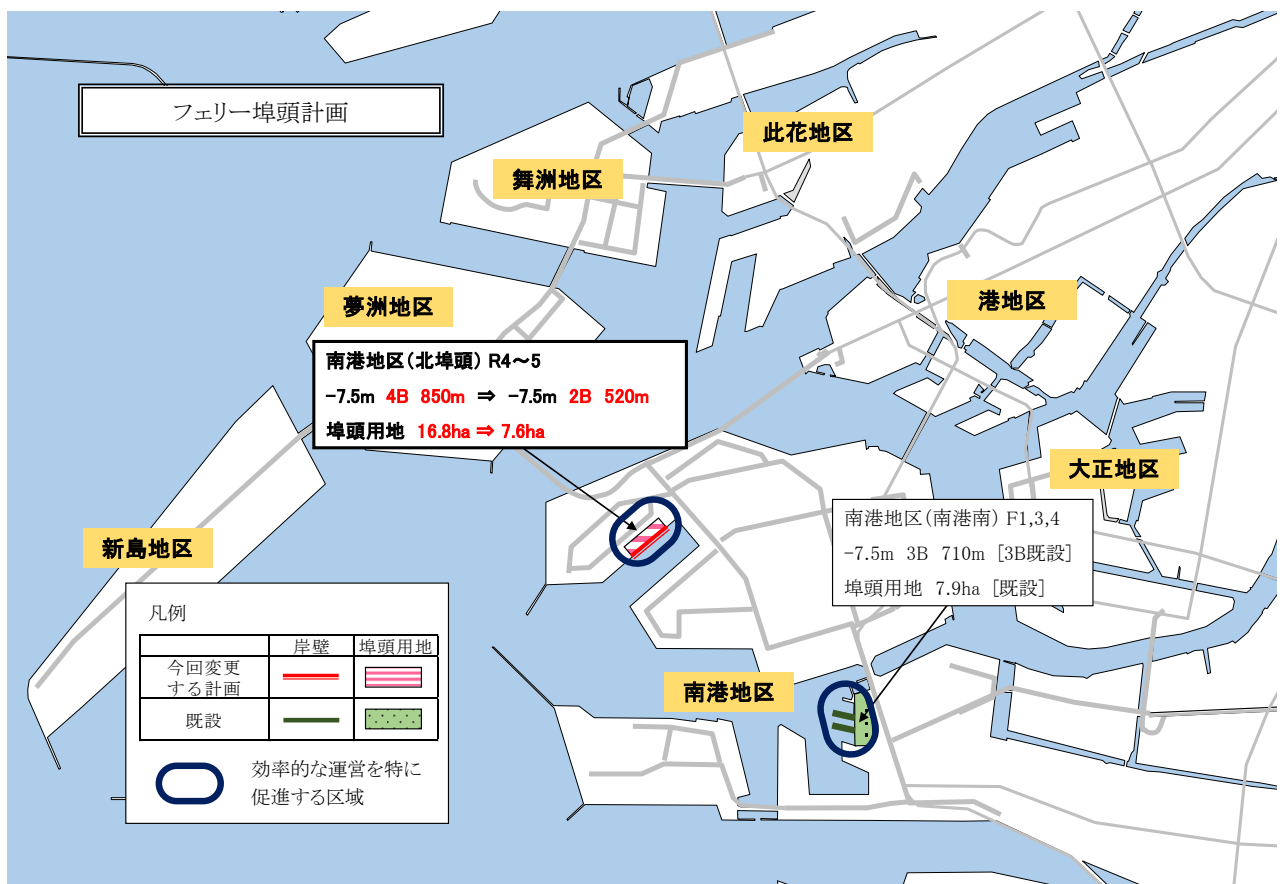 フェリー埠頭計画
此花地区
舞洲地区
夢洲地区
港地区
南港地区(北埠頭) R4～5
-7.5m 4B 850m ⇒ -7.5m 2B 520m
埠頭用地 16.8ha ⇒ 7.6ha
大正地区
南港地区(南港南) F1,3,4
-7.5m 3B 710m [3B既設]
埠頭用地 7.9ha [既設]
新島地区
南港地区
凡例
岸壁 埠頭用地
今回変更
する計画
既設
効率的な運営を特に
促進する区域